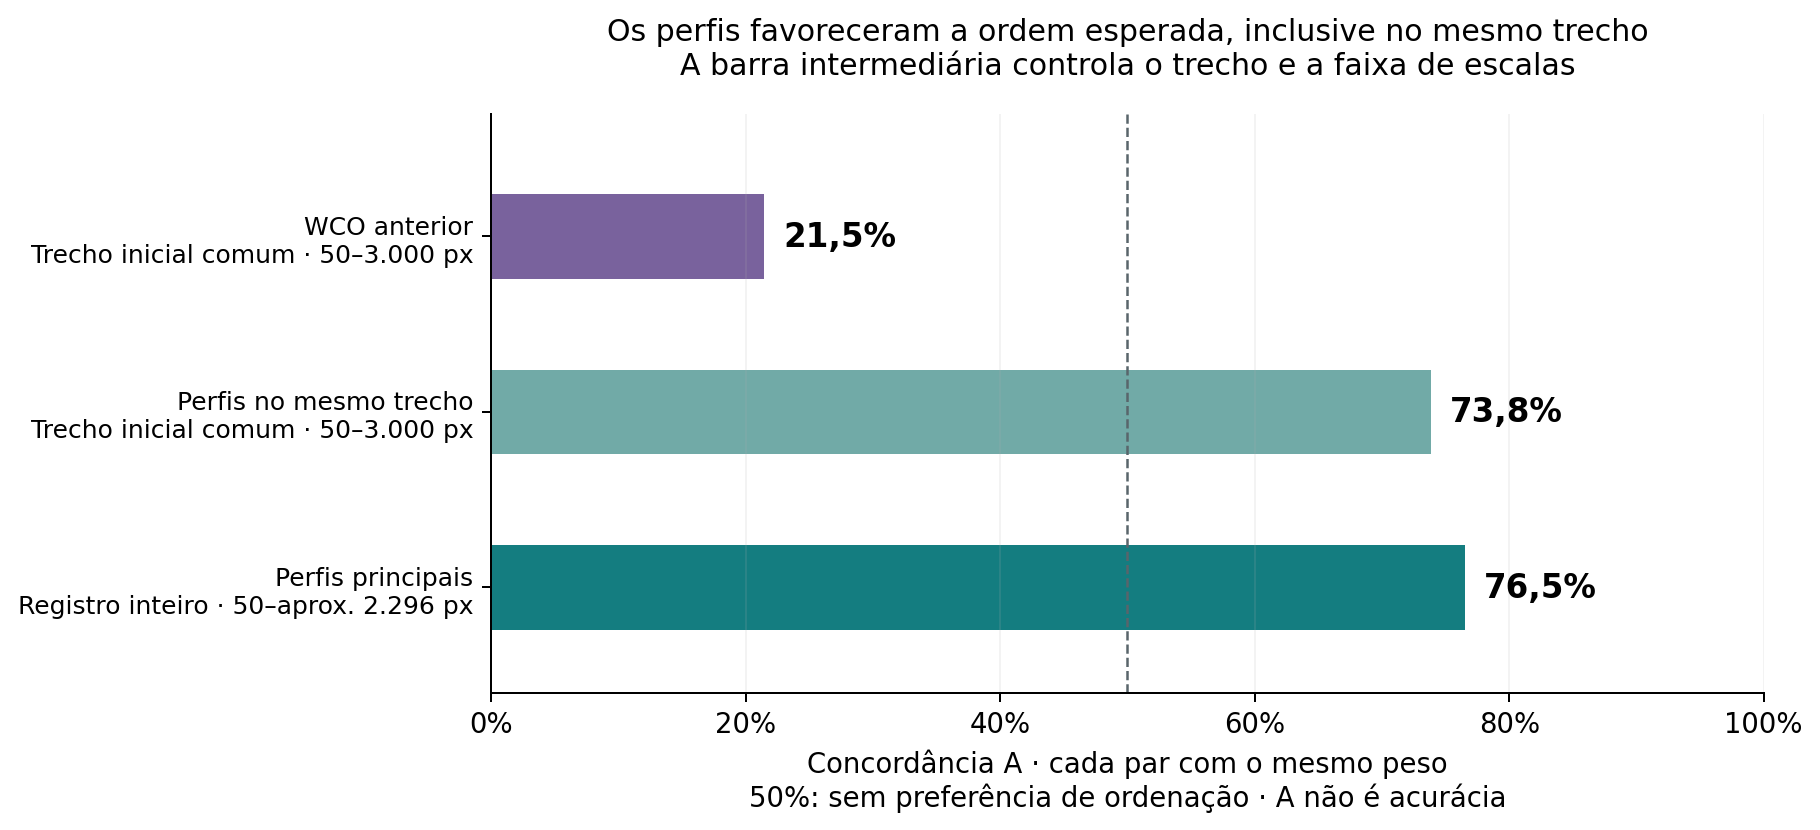 Os perfis favoreceram a ordem esperada, inclusive no mesmo trecho
A barra intermediária controla o trecho e a faixa de escalas
WCO anterior
Trecho inicial comum · 50–3.000 px
21,5%
Perfis no mesmo trecho
Trecho inicial comum · 50–3.000 px
73,8%
Perfis principais
Registro inteiro · 50–aprox. 2.296 px
76,5%
0% 20% 40% 60% 80% 100%
Concordância A · cada par com o mesmo peso
50%: sem preferência de ordenação · A não é acurácia